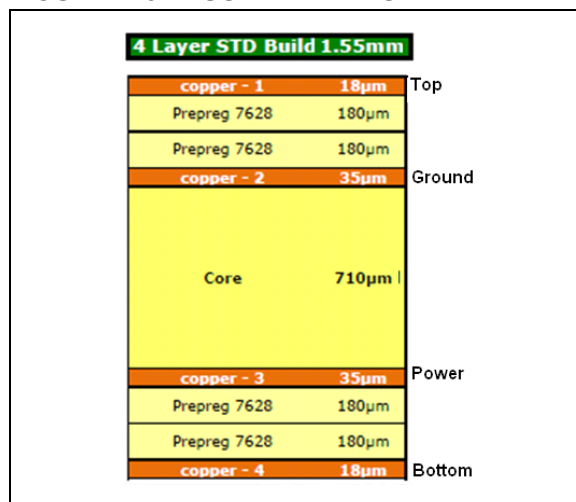 4 Layer STD Build 1.55mm
copper - 1 18µm Top
Prepreg 7628 180µm
Prepreg 7628 180µm
copper - 2 35µm Ground
Core 710µm
copper - 3 35µm Power
Prepreg 7628 180µm
Prepreg 7628 180µm
copper - 4 18µm Bottom